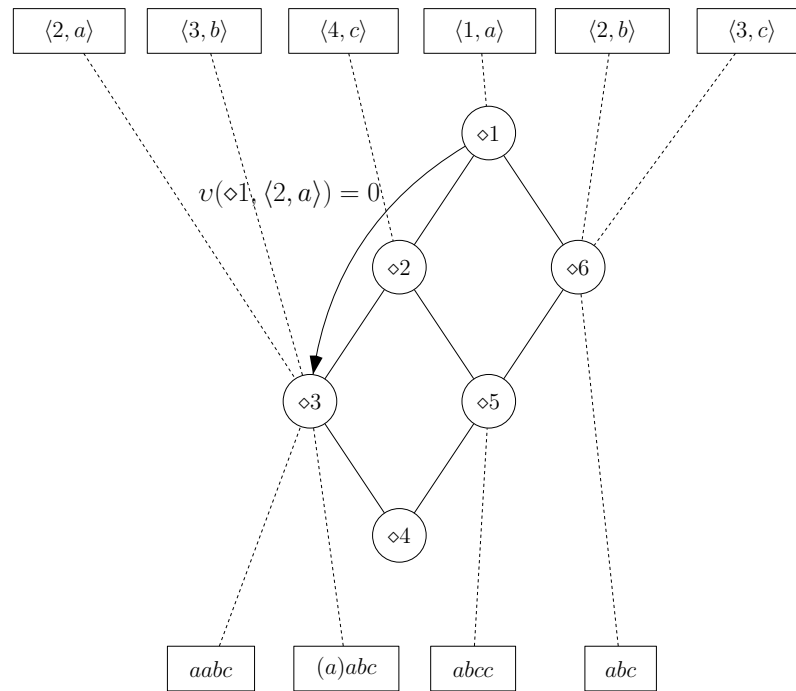 ⟨2, a⟩ ⟨3, b⟩ ⟨4, c⟩ ⟨1, a⟩ ⟨2, b⟩ ⟨3, c⟩
⋄1
υ(⋄1, ⟨2, a⟩) = 0
⋄2 ⋄6
⋄3 ⋄5
⋄4
aabc (a)abc abcc abc